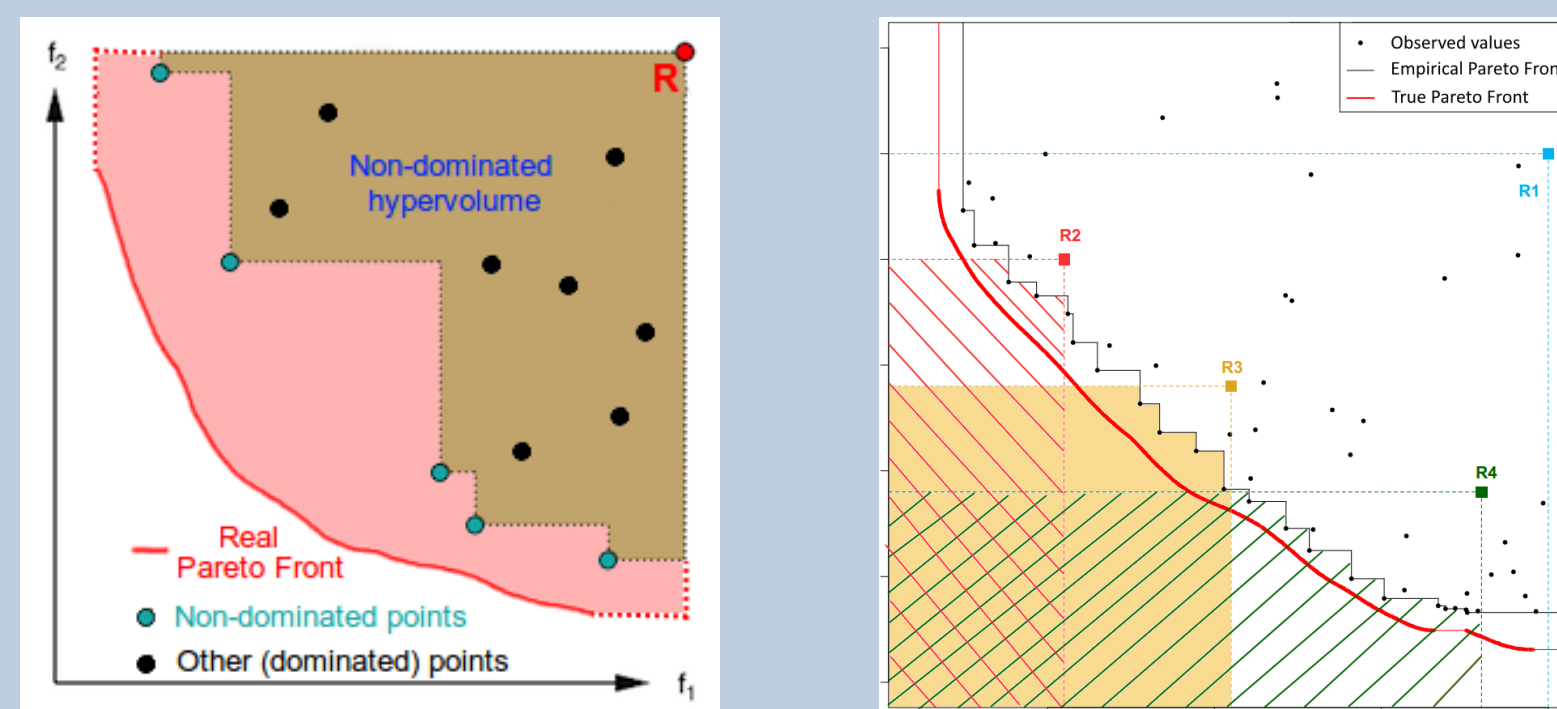 f2
R
Non-dominated
hypervolume
Real
Pareto Front
Non-dominated points
Other (dominated) points
f1
Observed values
Empirical Pareto Fron
True Pareto Front
R1
R2
R3
R4